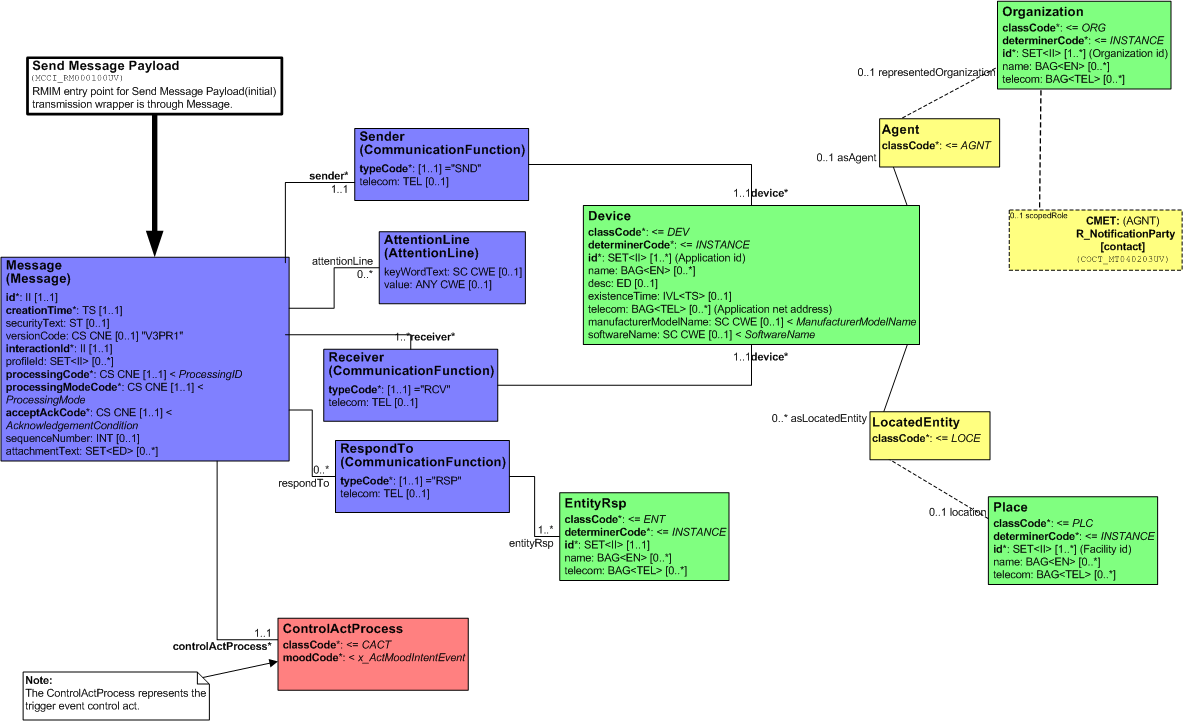 Send Message Payload
(MCCI_RM000100UV)
RMIM entry point for Send Message Payload(initial)
transmission wrapper is through Message.
Organization
classCode*: <= ORG
determinerCode*: <= INSTANCE
id*: SET<II> [1..*] (Organization id)
name: BAG<EN> [0..*]
telecom: BAG<TEL> [0..*]
0..1 representedOrganization
Agent
classCode*: <= AGNT
0..1 asAgent
0..1 scopedRole
CMET: (AGNT)
R_NotificationParty
[contact]
(COCT_MT040203UV)
Sender
(CommunicationFunction)
typeCode*: [1..1] ="SND"
telecom: TEL [0..1]
sender*
1..1
1..1device*
Device
classCode*: <= DEV
determinerCode*: <= INSTANCE
id*: SET<II> [1..*] (Application id)
name: BAG<EN> [0..*]
desc: ED [0..1]
existenceTime: IVL<TS> [0..1]
telecom: BAG<TEL> [0..*] (Application net address)
manufacturerModelName: SC CWE [0..1] < ManufacturerModelName
softwareName: SC CWE [0..1] < SoftwareName
AttentionLine
(AttentionLine)
keyWordText: SC CWE [0..1]
value: ANY CWE [0..1]
attentionLine
0..*
Message
(Message)
id*: II [1..1]
creationTime*: TS [1..1]
securityText: ST [0..1]
versionCode: CS CNE [0..1] "V3PR1"
interactionId*: II [1..1]
profileId: SET<II> [0..*]
processingCode*: CS CNE [1..1] < ProcessingID
processingModeCode*: CS CNE [1..1] <
ProcessingMode
acceptAckCode*: CS CNE [1..1] <
AcknowledgementCondition
sequenceNumber: INT [0..1]
attachmentText: SET<ED> [0..*]
1..*receiver*
Receiver
(CommunicationFunction)
typeCode*: [1..1] ="RCV"
telecom: TEL [0..1]
1..1device*
0..* asLocatedEntity
LocatedEntity
classCode*: <= LOCE
RespondTo
(CommunicationFunction)
typeCode*: [1..1] ="RSP"
telecom: TEL [0..1]
0..*
respondTo
EntityRsp
classCode*: <= ENT
determinerCode*: <= INSTANCE
id*: SET<II> [1..1]
name: BAG<EN> [0..*]
telecom: BAG<TEL> [0..*]
1..*
entityRsp
0..1 location
Place
classCode*: <= PLC
determinerCode*: <= INSTANCE
id*: SET<II> [1..*] (Facility id)
name: BAG<EN> [0..*]
telecom: BAG<TEL> [0..*]
1..1
controlActProcess*
ControlActProcess
classCode*: <= CACT
moodCode*: < x_ActMoodIntentEvent
Note:
The ControlActProcess represents the
trigger event control act.